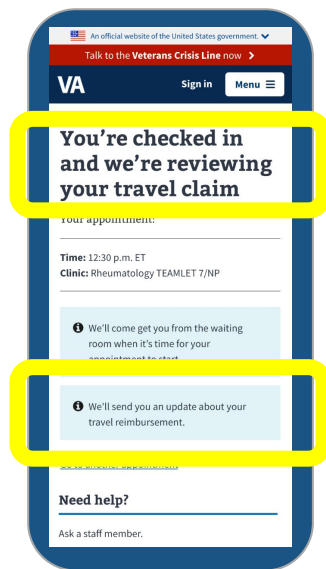 An official website of the United States government.
Talk to the Veterans Crisis Line now
VA
Sign in
Menu
You're checked in
and we're reviewing
your travel claim
Your appointment:
Time: 12:30 p.m. ET
Clinic: Rheumatology TEAMLET 7/NP
We'll come get you from the waiting
room when it's time for your
appointment to start.
We'll send you an update about your
travel reimbursement.
Go to another appointment
Need help?
Ask a staff member.